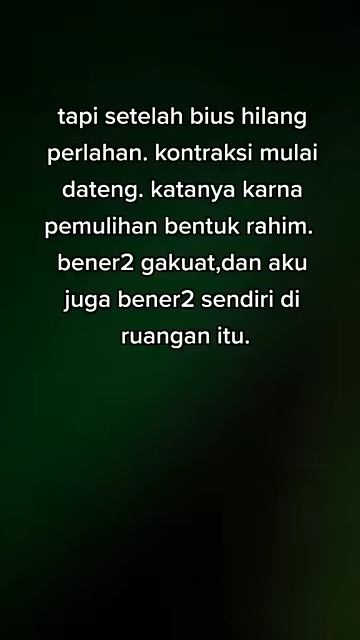 tapi setelah bius hilang
perlahan. kontraksi mulai
dateng. katanya karna
pemulihan bentuk rahim.
bener2 gakuat,dan aku
juga bener2 sendiri di
ruangan itu.